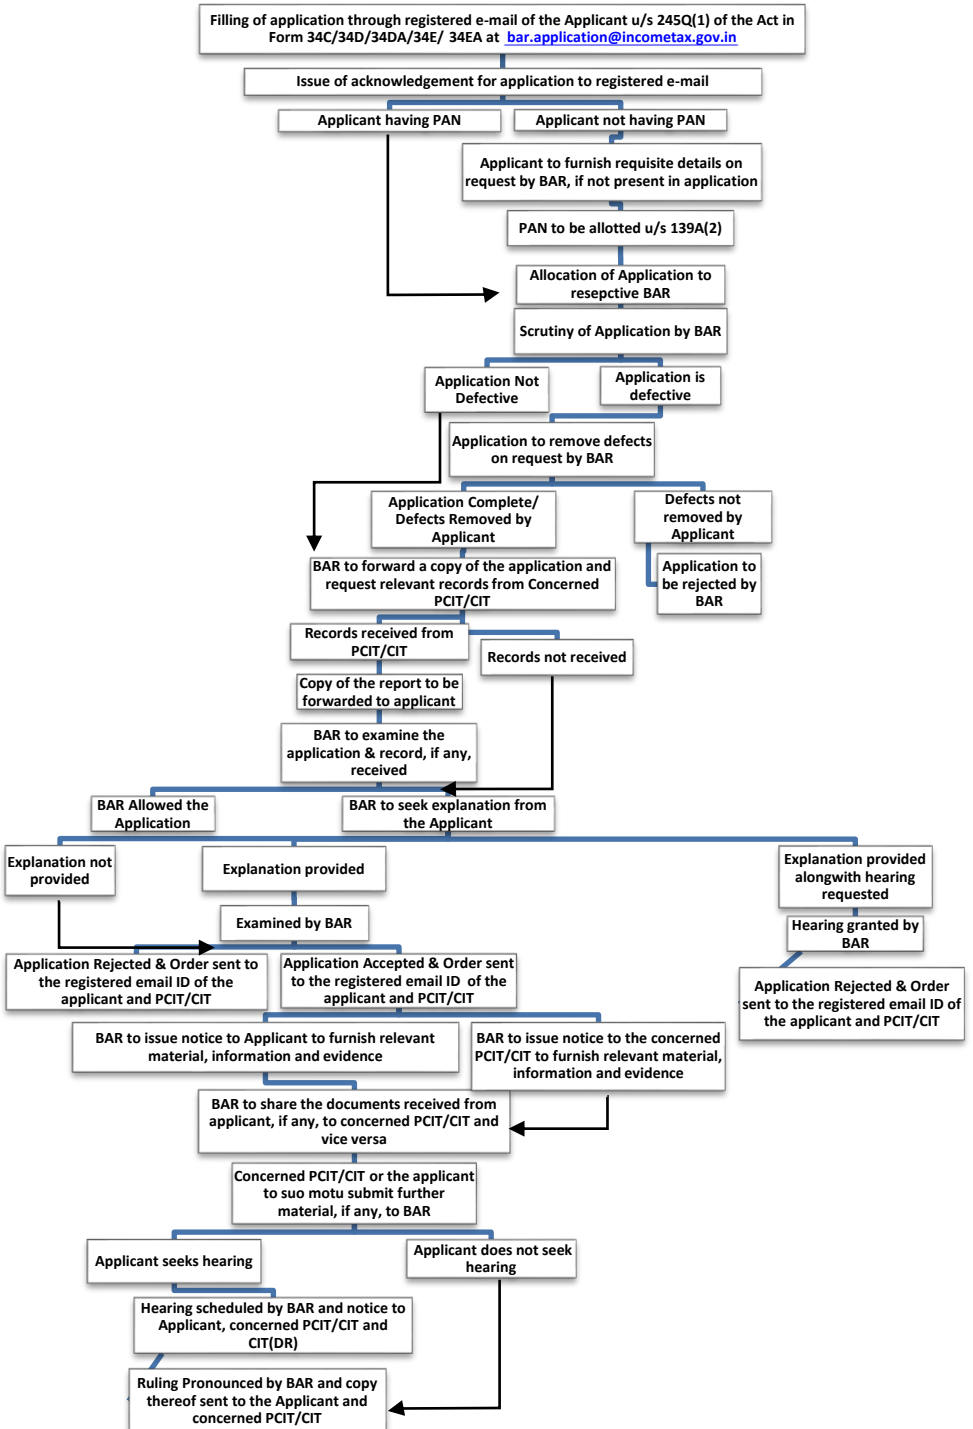 Filling of application through registered e-mail of the Applicant u/s 245Q(1) of the Act in
Form 34C/34D/34DA/34E/ 34EA at bar.application@incometax.gov.in
Issue of acknowledgement for application to registered e-mail
Applicant having PAN
Applicant not having PAN
Applicant to furnish requisite details on
request by BAR, if not present in application
PAN to be allotted u/s 139A(2)
Allocation of Application to
resepctive BAR
Scrutiny of Application by BAR
Application Not
Defective
Application is
defective
Application to remove defects
on request by BAR
Application Complete/
Defects Removed by
Applicant
Defects not
removed by
Applicant
BAR to forward a copy of the application and
request relevant records from Concerned
PCIT/CIT
Application to
be rejected by
BAR
Records received from
PCIT/CIT
Records not received
Copy of the report to be
forwarded to applicant
BAR to examine the
application & record, if any,
received
BAR Allowed the
Application
BAR to seek explanation from
the Applicant
Explanation not
provided
Explanation provided
Explanation provided
alongwith hearing
requested
Examined by BAR
Hearing granted by
BAR
Application Rejected & Order sent to
the registered email ID of the
applicant and PCIT/CIT
Application Accepted & Order sent
to the registered email ID of the
applicant and PCIT/CIT
Application Rejected & Order
sent to the registered email ID of
the applicant and PCIT/CIT
BAR to issue notice to Applicant to furnish relevant
material, information and evidence
BAR to issue notice to the concerned
PCIT/CIT to furnish relevant material,
information and evidence
BAR to share the documents received from
applicant, if any, to concerned PCIT/CIT and
vice versa
Concerned PCIT/CIT or the applicant
to suo motu submit further
material, if any, to BAR
Applicant seeks hearing
Applicant does not seek
hearing
Hearing scheduled by BAR and notice to
Applicant, concerned PCIT/CIT and
CIT(DR)
Ruling Pronounced by BAR and copy
thereof sent to the Applicant and
concerned PCIT/CIT